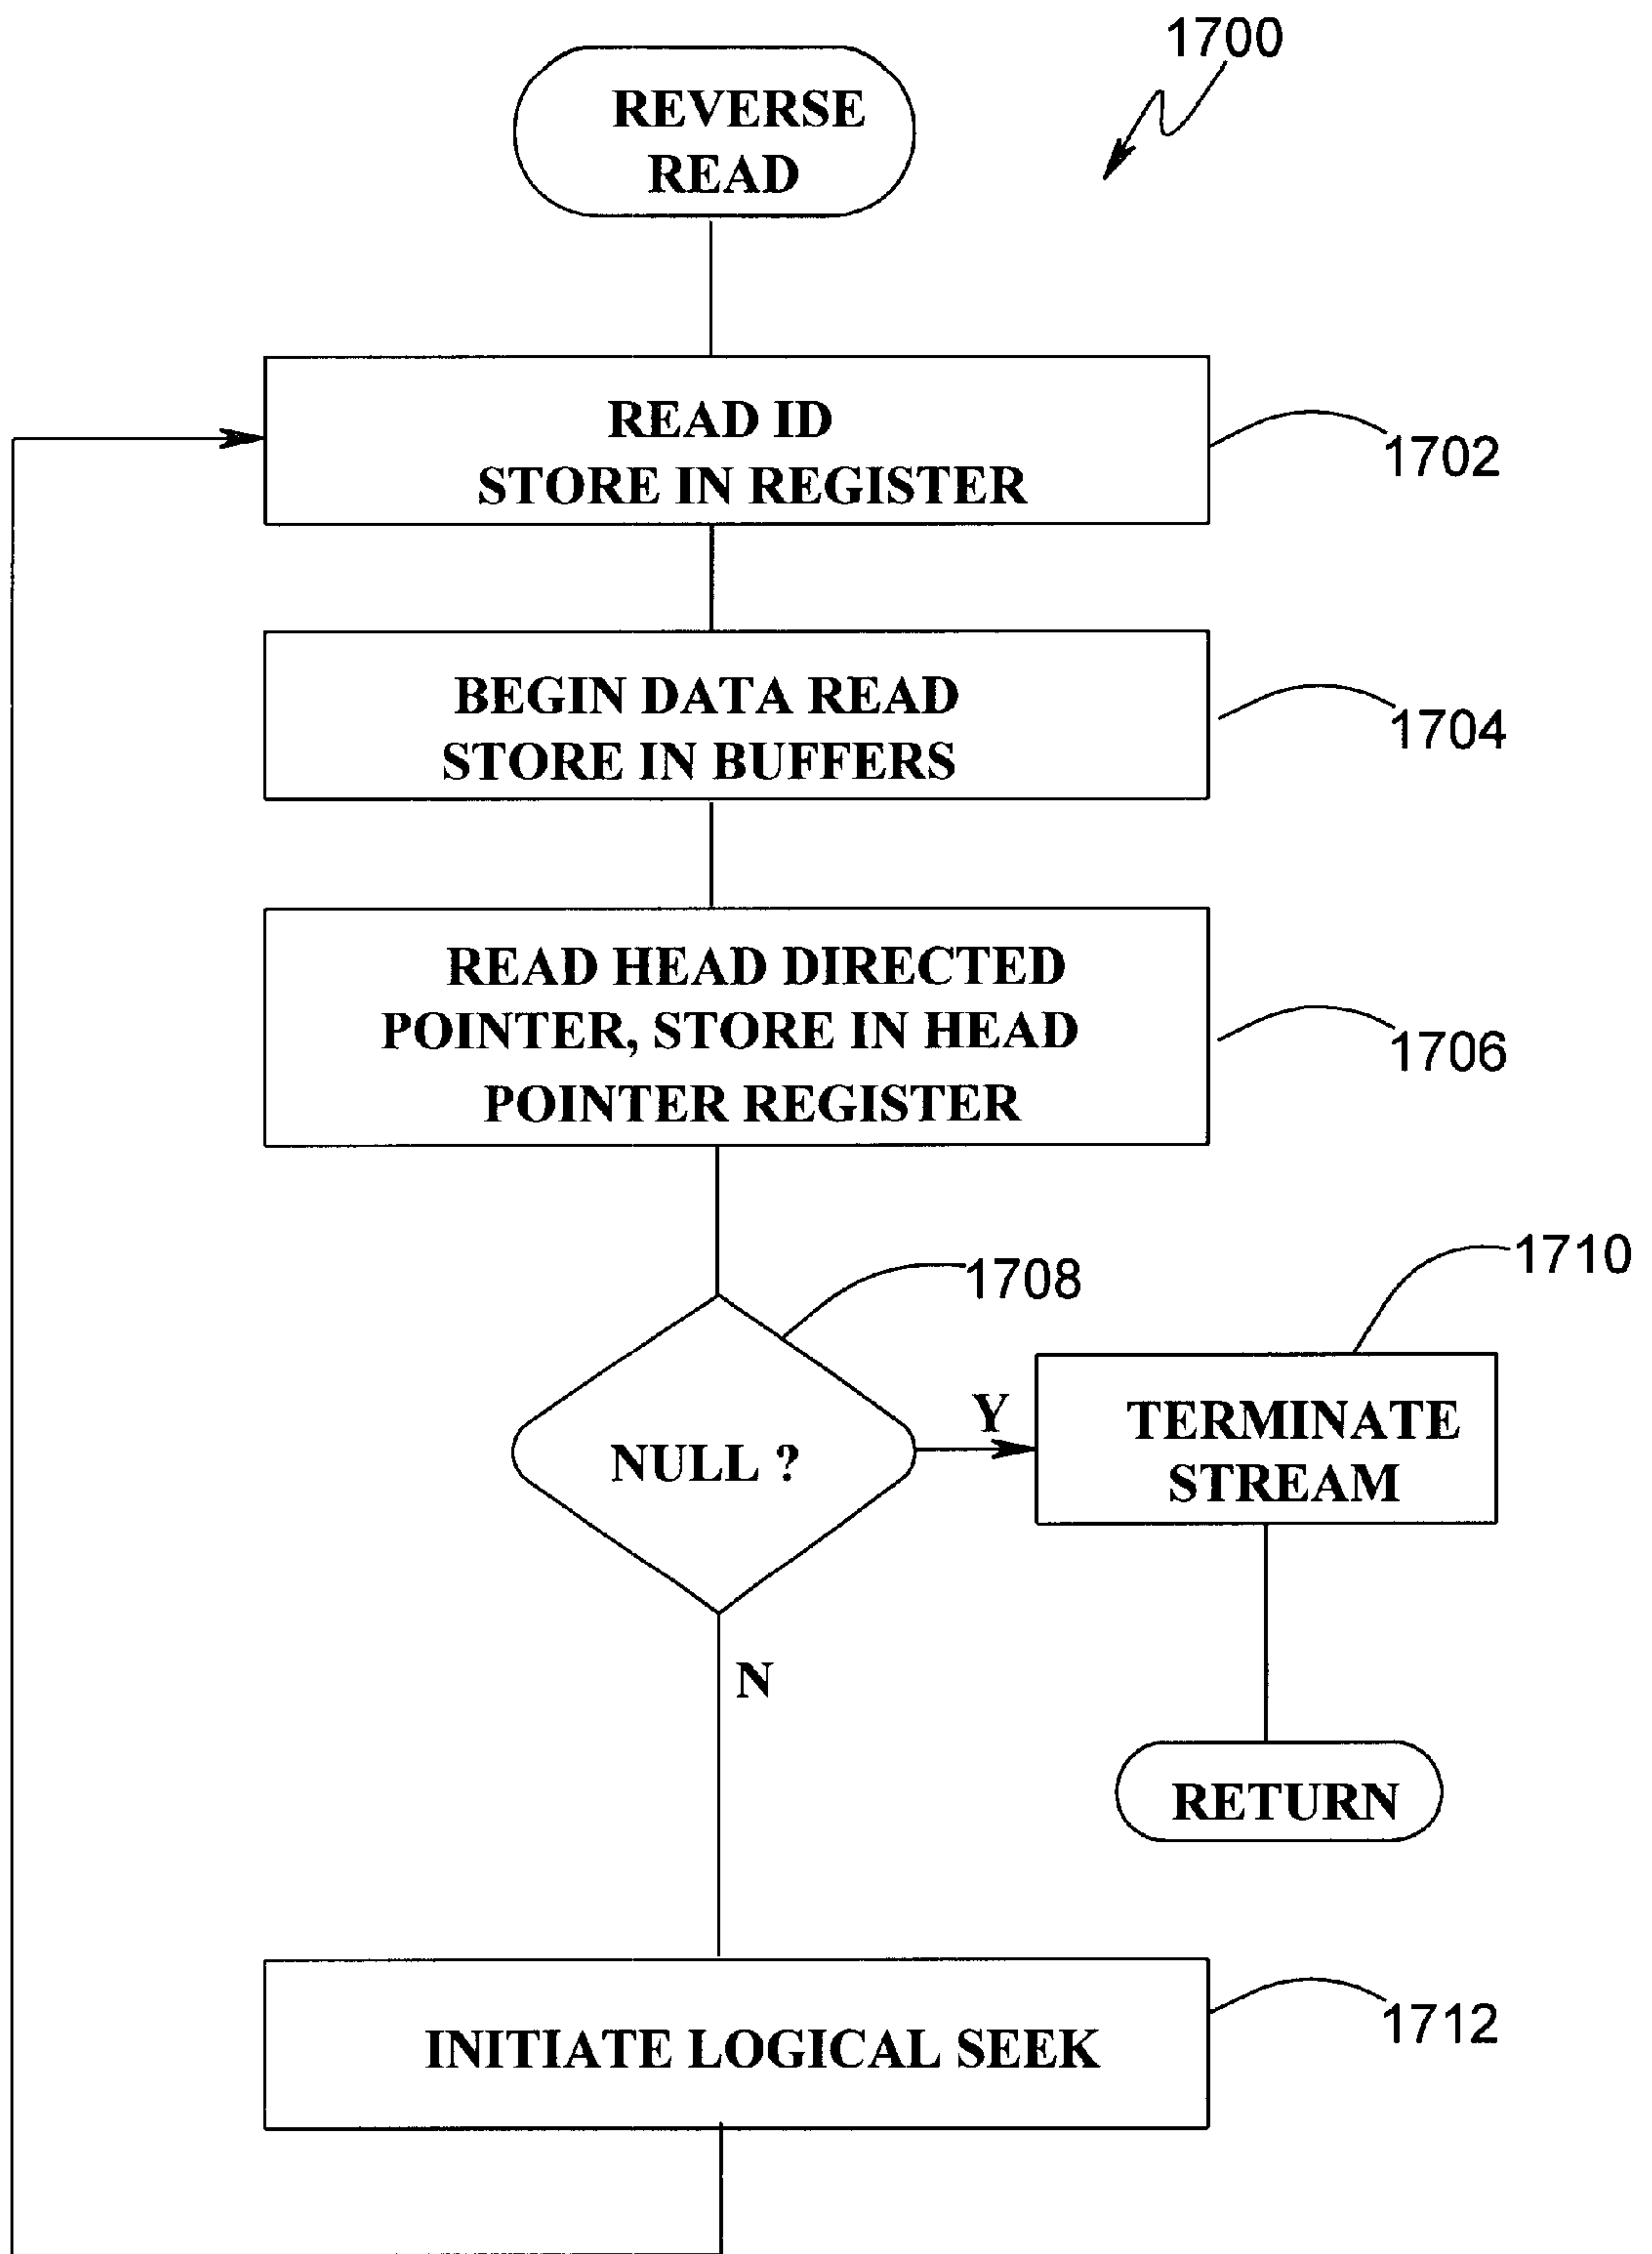 1700
REVERSE
READ
READ ID
STORE IN REGISTER
1702
BEGIN DATA READ
STORE IN BUFFERS
1704
READ HEAD DIRECTED
POINTER, STORE IN HEAD
POINTER REGISTER
1706
1708
1710
NULL ?
Y
TERMINATE
STREAM
N
RETURN
INITIATE LOGICAL SEEK
1712